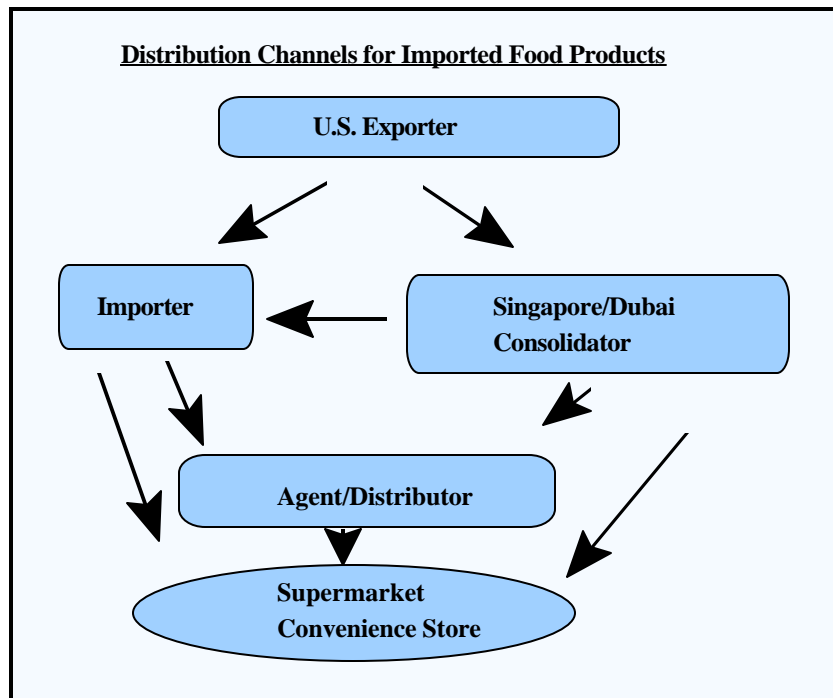 Distribution Channels for Imported Food Products
U.S. Exporter
Importer
Singapore/Dubai
Consolidator
Agent/Distributor
Supermarket
Convenience Store